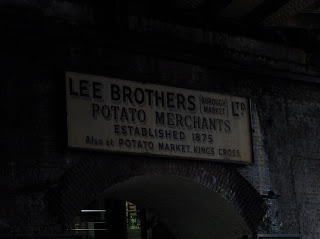 LEE BROTHERS BOROUGH MARKET LTD.
POTATO MERCHANTS
ESTABLISHED 1875
Also at POTATO MARKET, KINGS CROSS.